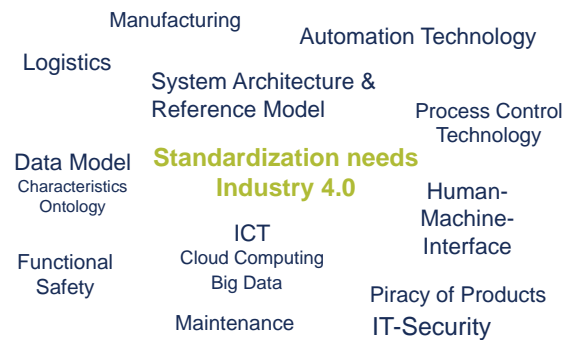 Manufacturing
Automation Technology
Logistics
System Architecture &
Reference Model
Process Control
Technology
Data Model
Characteristics
Ontology
Standardization needs
Industry 4.0
Human-
Machine-
Interface
ICT
Cloud Computing
Big Data
Functional
Safety
Piracy of Products
Maintenance
IT-Security